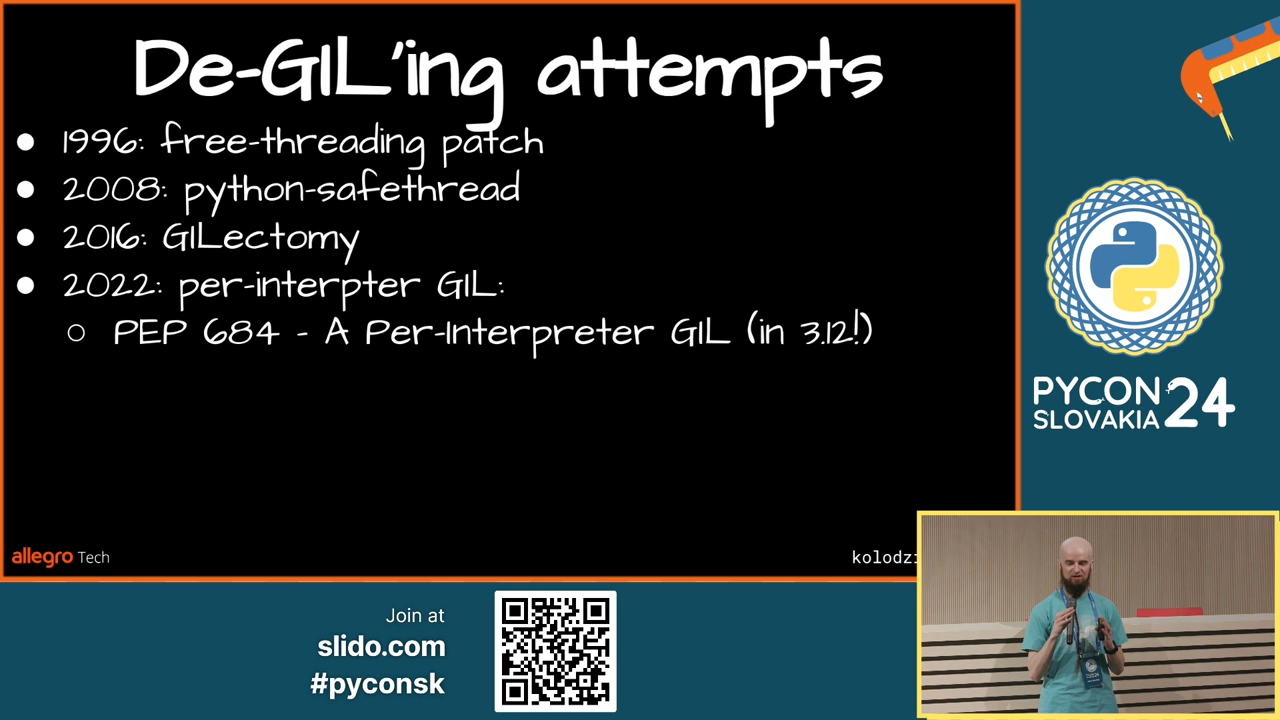 De-GIL'ing attempts
● 1996: free-threading patch
● 2008: python-safethread
● 2016: GILectomy
● 2022: per-interpter GIL:
○ PEP 684 - A Per-Interpreter GIL (in 3.12!)
allegro Tech
kolodzi
PYCON
SLOVAKIA
24
Join at
slido.com
#pyconsk